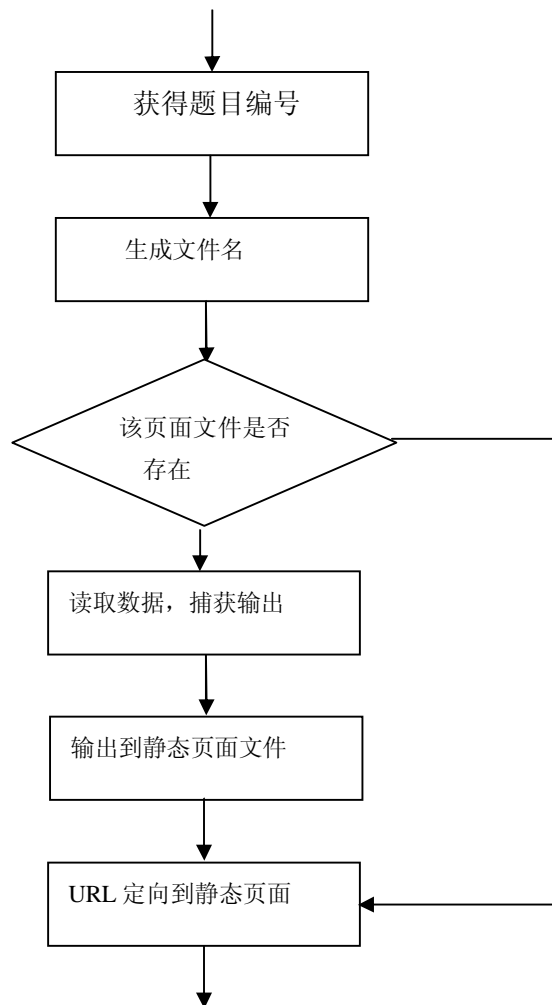 获得题目编号
生成文件名
该页面文件是否
存在
读取数据，捕获输出
输出到静态页面文件
URL 定向到静态页面